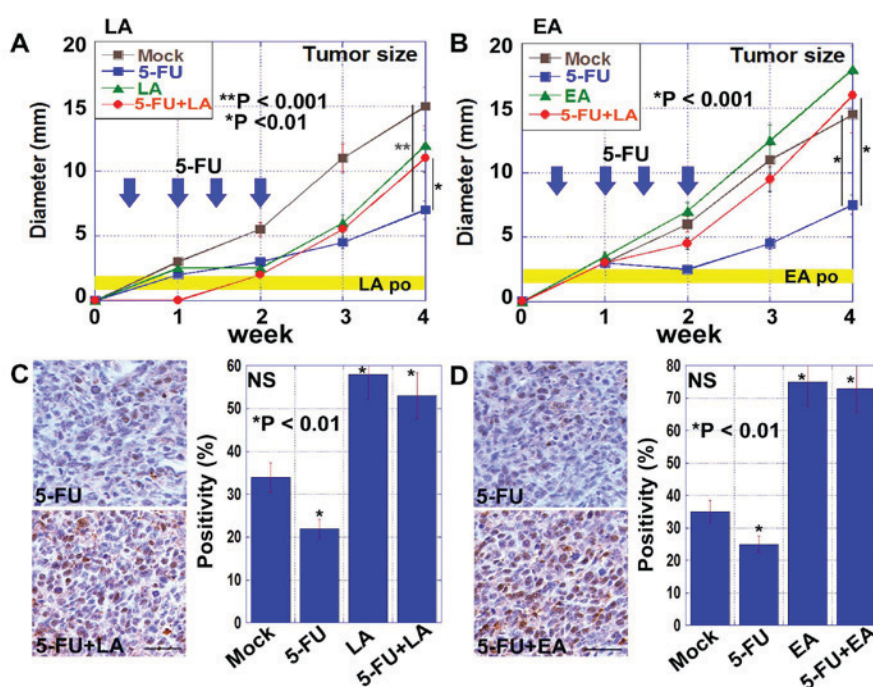 LA
A
20
15
10
5
0
Diameter (mm)
Mock
5-FU
LA
5-FU+LA
Tumor size
**P < 0.001
*P <0.01
5-FU
**
*
LA po
0 1 2 3 4
week
EA
B
20
15
10
5
0
Diameter (mm)
Mock
5-FU
EA
5-FU+LA
Tumor size
*P < 0.001
5-FU
* *
EA po
0 1 2 3 4
week
C
5-FU
5-FU+LA
60
50
40
30
20
10
0
Positivity (%)
NS
*P < 0.01
* * *
Mock 5-FU LA 5-FU+LA
D
5-FU
5-FU+EA
80
70
60
50
40
30
20
10
0
Positivity (%)
NS
*P < 0.01
* * *
Mock 5-FU EA 5-FU+EA